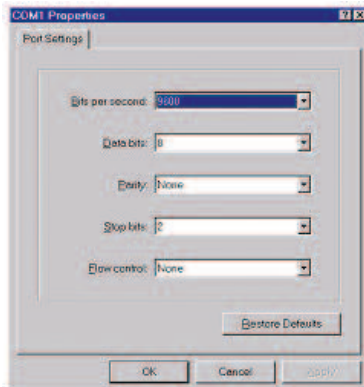 COM1 Properties
Port Settings
Bits per second: 9600
Data bits: 8
Parity: None
Stop bits: 2
Flow control: None
Restore Defaults
OK Cancel Apply